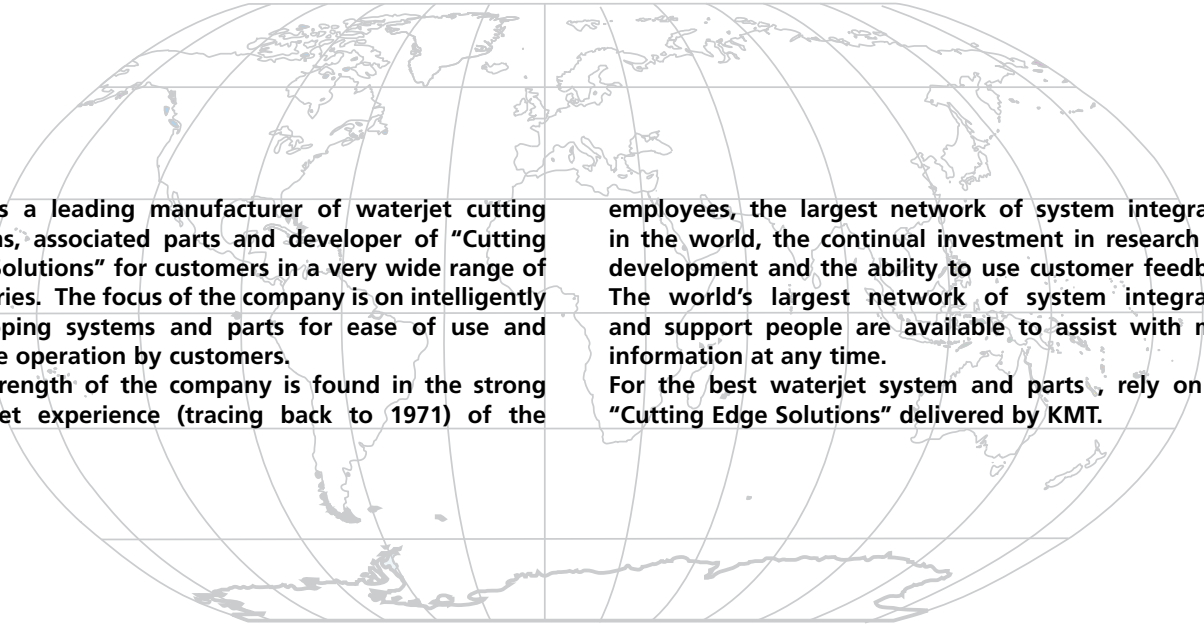 s a leading manufacturer of waterjet cutting
ns, associated parts and developer of “Cutting
Solutions” for customers in a very wide range of
ries. The focus of the company is on intelligently
ping systems and parts for ease of use and
e operation by customers.
rength of the company is found in the strong
et experience (tracing back to 1971) of the
employees, the largest network of system integra
in the world, the continual investment in research
development and the ability to use customer feedb
The world’s largest network of system integra
and support people are available to assist with m
information at any time.
For the best waterjet system and parts , rely on
“Cutting Edge Solutions” delivered by KMT.